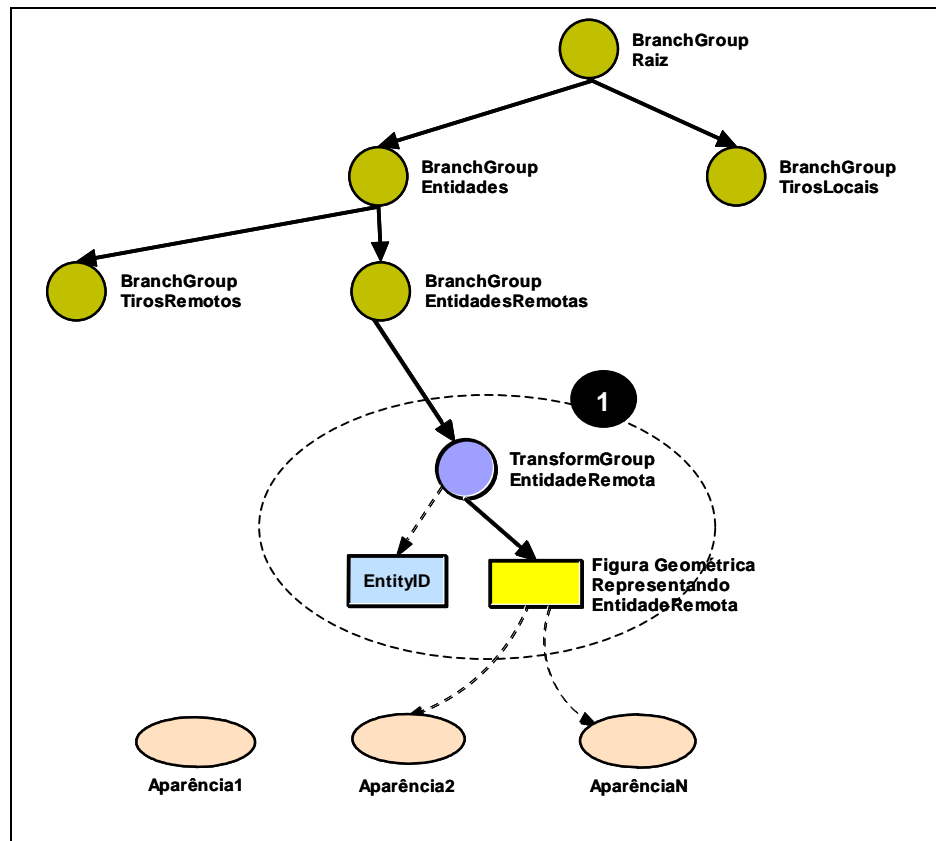 BranchGroup
Raiz
BranchGroup
Entidades
BranchGroup
TirosLocais
BranchGroup
TirosRemotos
BranchGroup
EntidadesRemotas
1
TransformGroup
EntidadeRemota
EntityID
Figura Geométrica
Representando
EntidadeRemota
Aparência1
Aparência2
AparênciaN